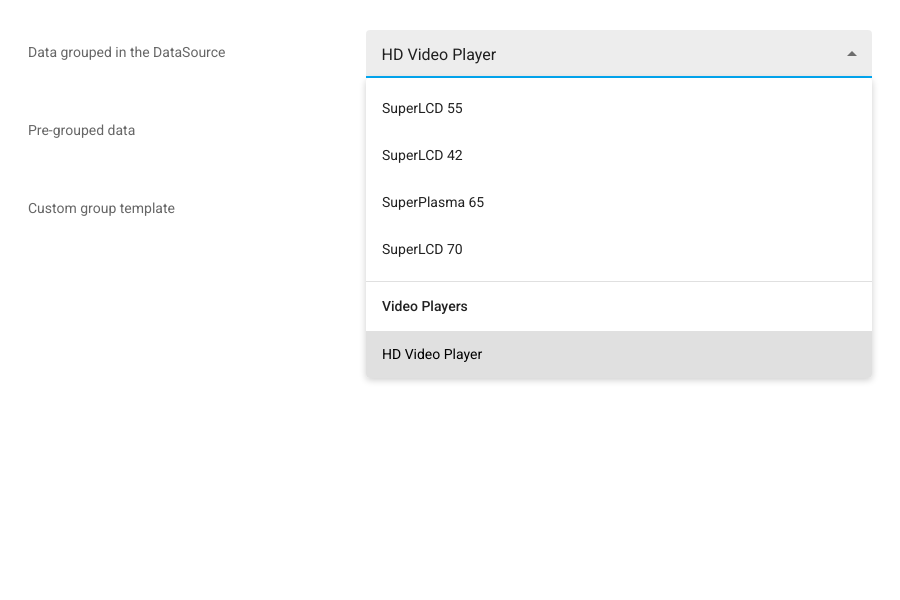 Data grouped in the DataSource
HD Video Player
SuperLCD 55
Pre-grouped data
SuperLCD 42
SuperPlasma 65
Custom group template
SuperLCD 70
Video Players
HD Video Player